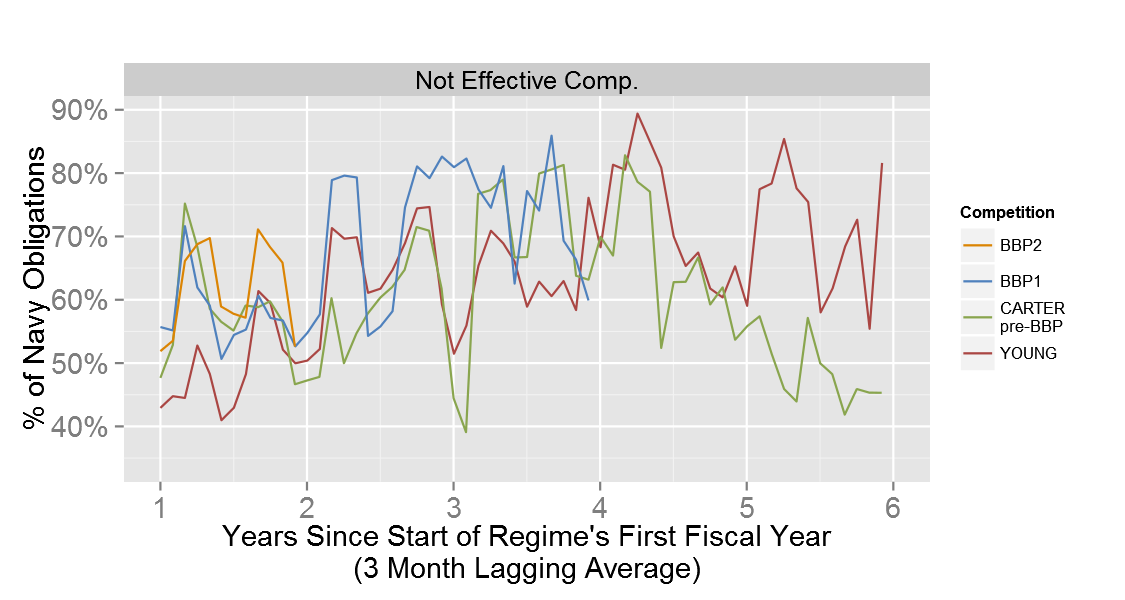 Not Effective Comp.
% of Navy Obligations
90%
80%
70%
60%
50%
40%
1 2 3 4 5 6
Years Since Start of Regime's First Fiscal Year
(3 Month Lagging Average)
Competition
BBP2
BBP1
CARTER
pre-BBP
YOUNG